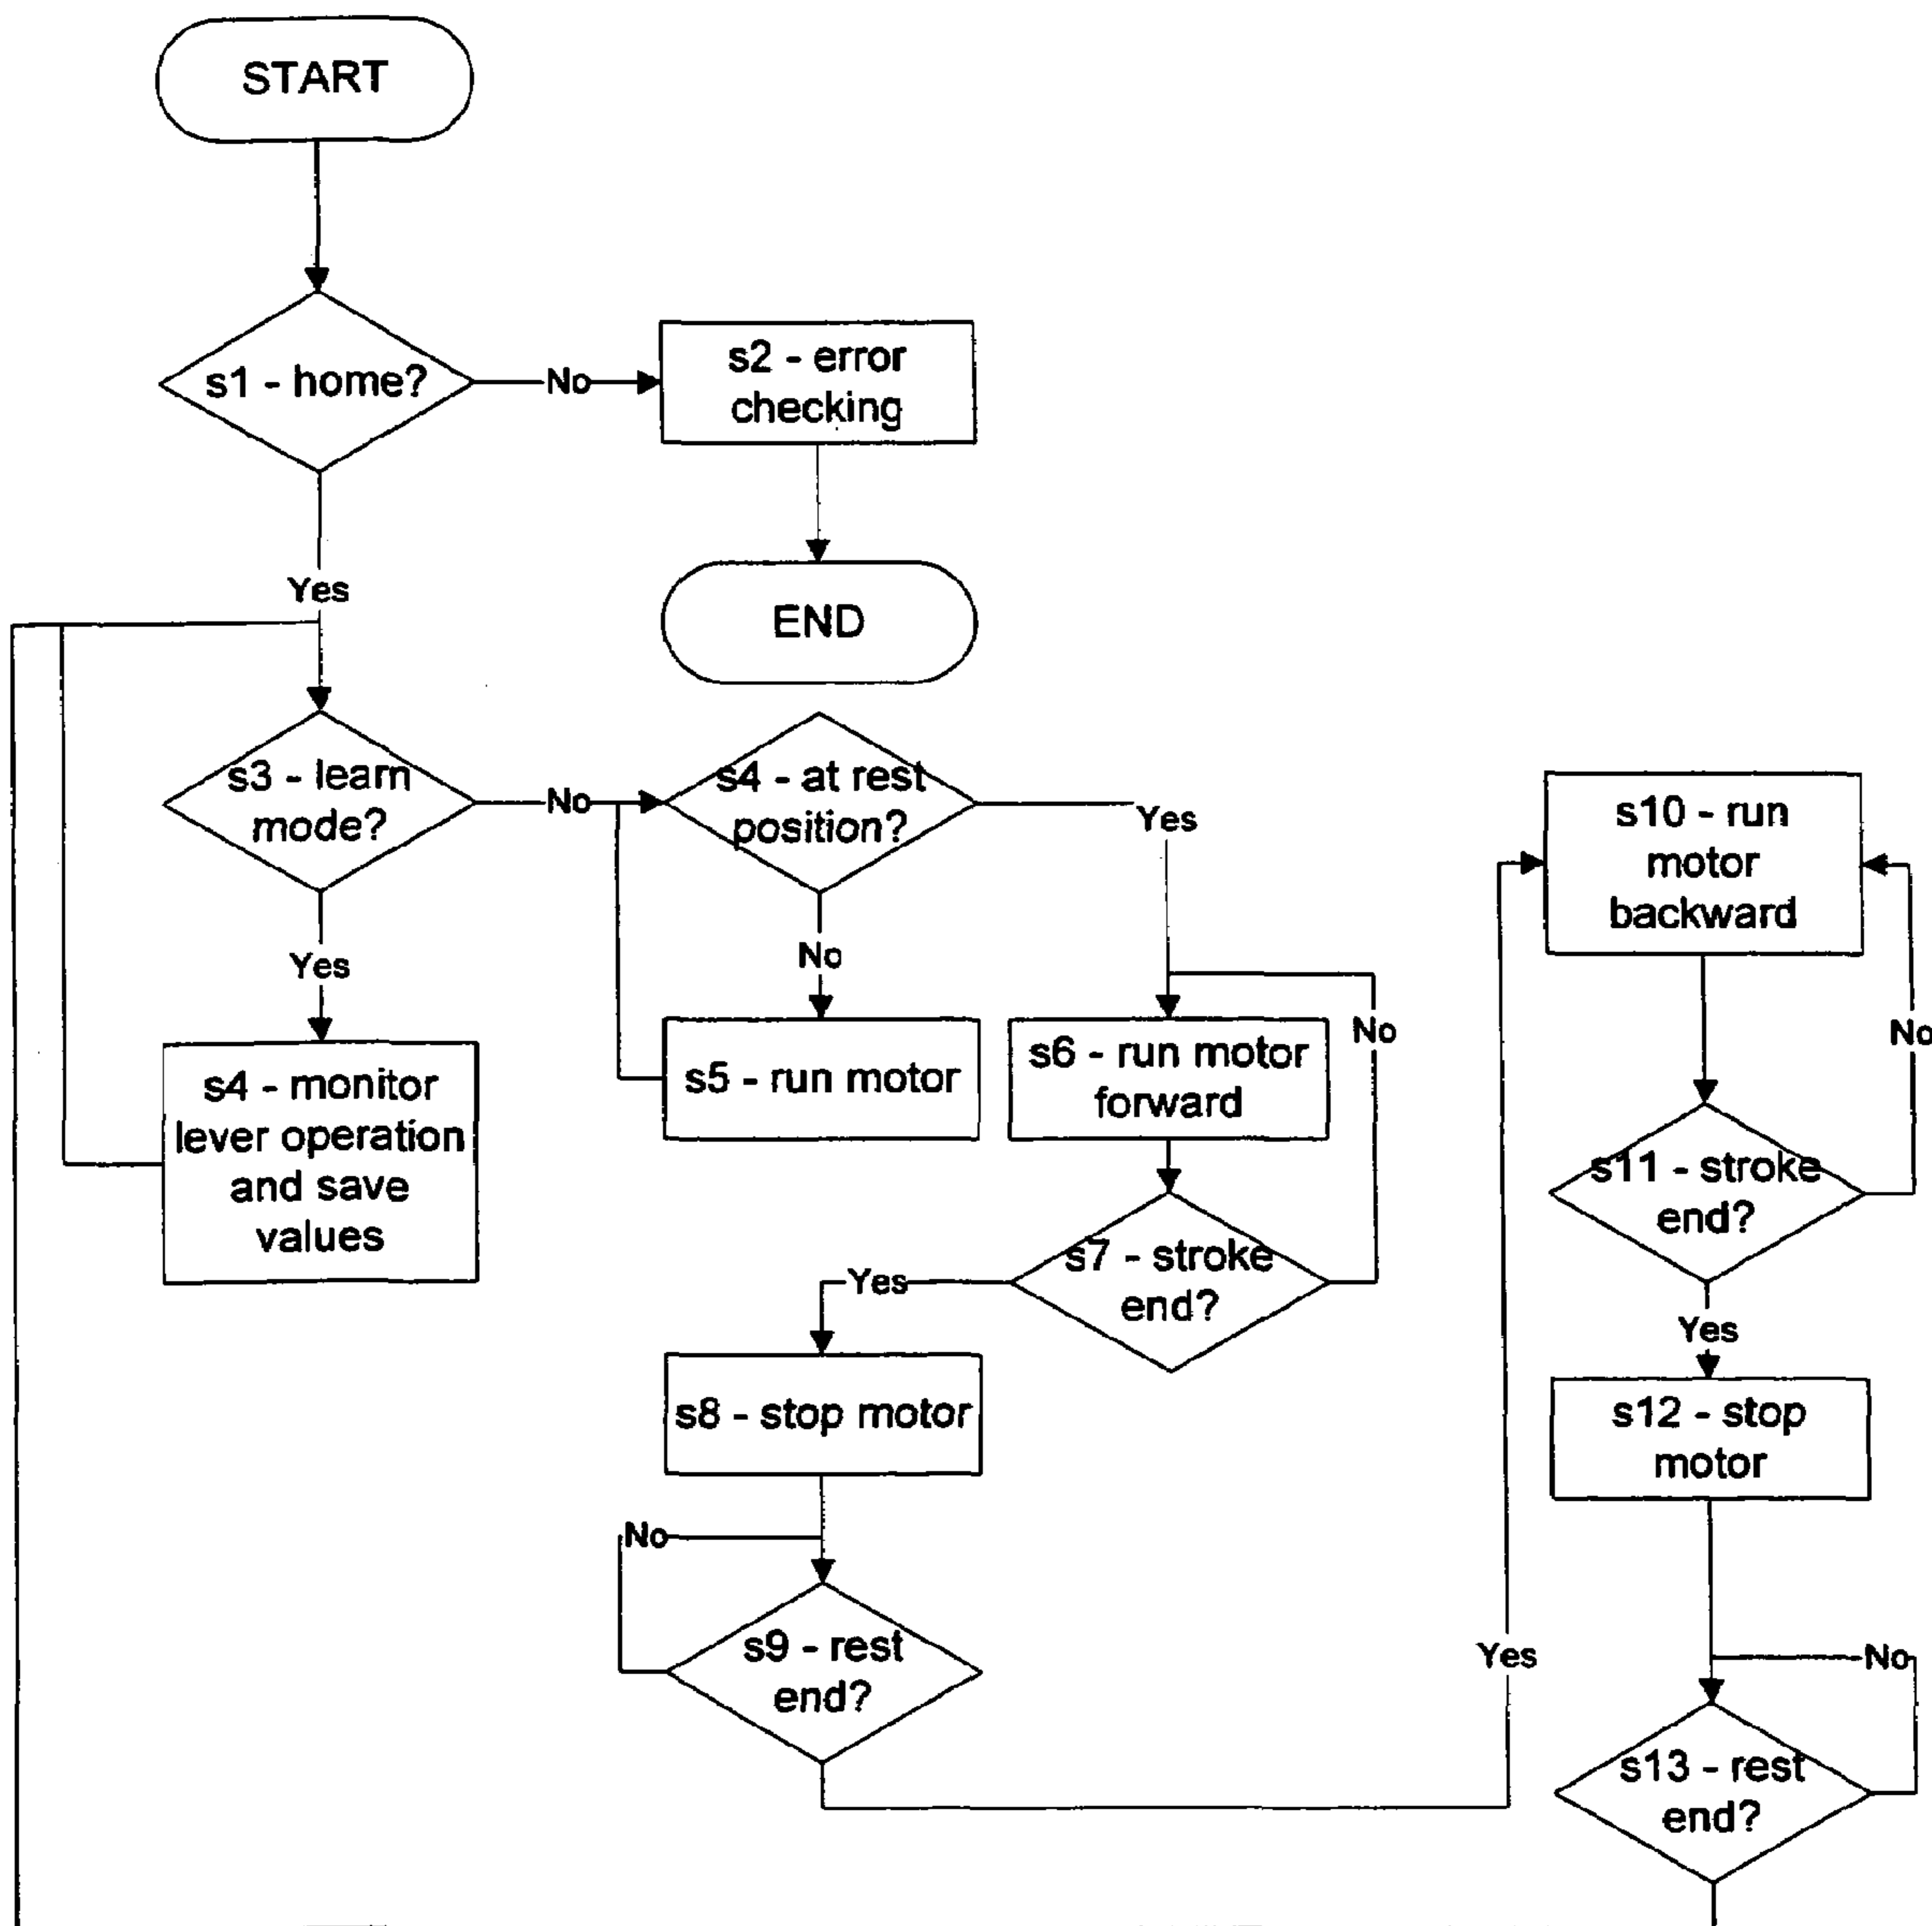 START
s1 - home?
No
s2 - error
checking
Yes
END
s3 - learn
mode?
No
s4 - at rest
position?
Yes
s10 - run
motor
backward
Yes
No
No
No
s4 - monitor
lever operation
and save
values
s5 - run motor
s6 - run motor
forward
s11 - stroke
end?
s7 - stroke
end?
Yes
Yes
s8 - stop motor
s12 - stop
motor
No
s9 - rest
end?
Yes
No
s13 - rest
end?